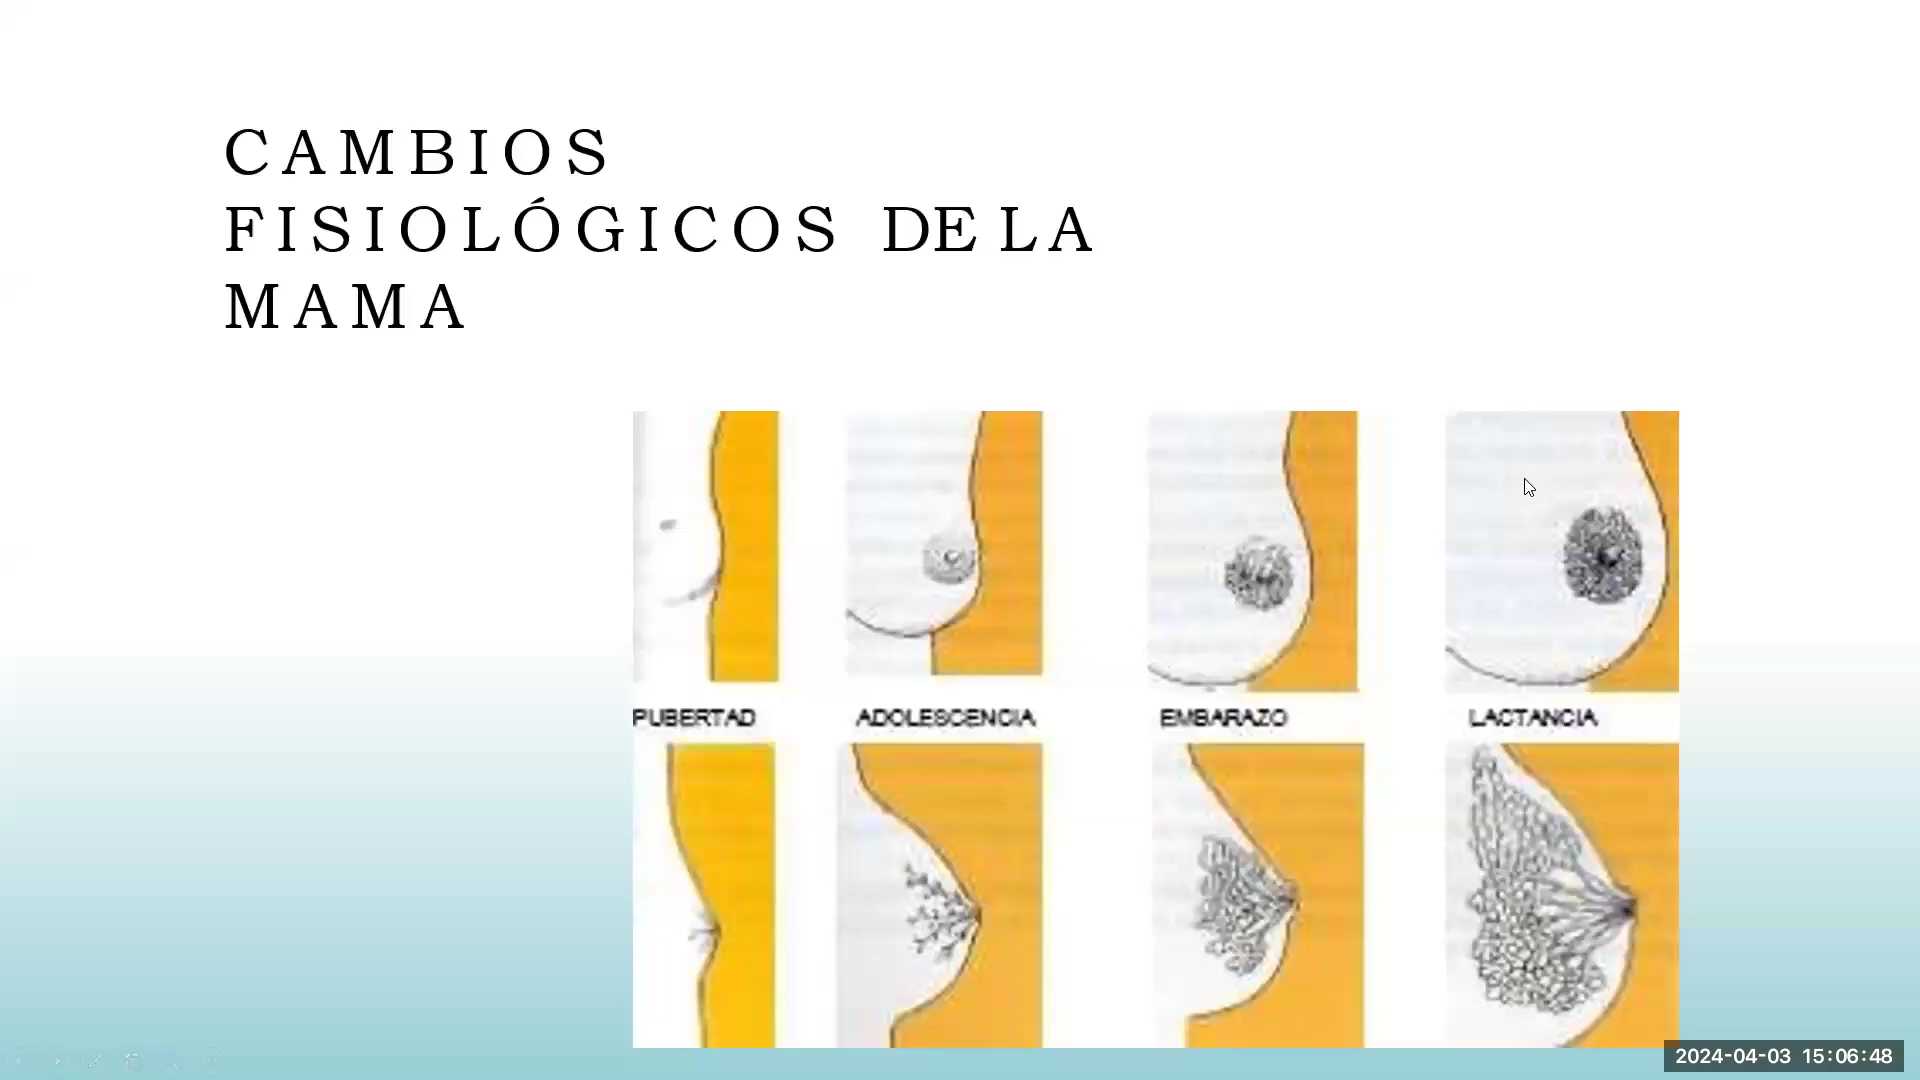 CAMBIOS
FISIOLÓGICOS DE LA
MAMA
PUBERTAD ADOLESCENCIA EMBARAZO LACTANCIA
2024-04-03 15:06:48